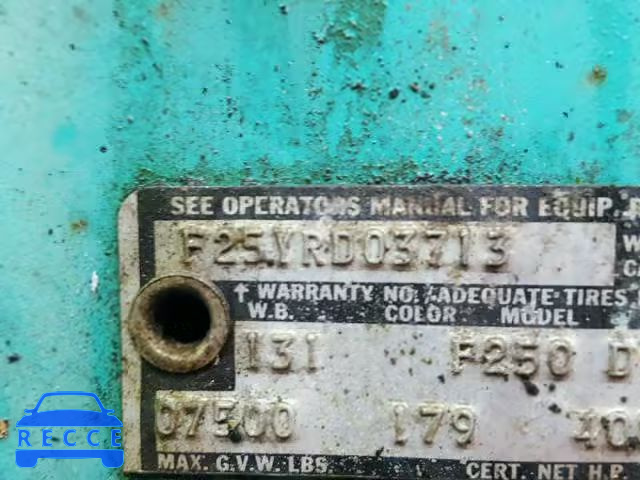 SEE OPERATORS MANUAL FOR EQUIP.
F25YRD03713
↑ WARRANTY NO. ADEQUATE TIRES
W.B. COLOR MODEL
131 F250 D
07500 179 40
MAX. G.V.W. LBS. CERT. NET H.P.
RECCE